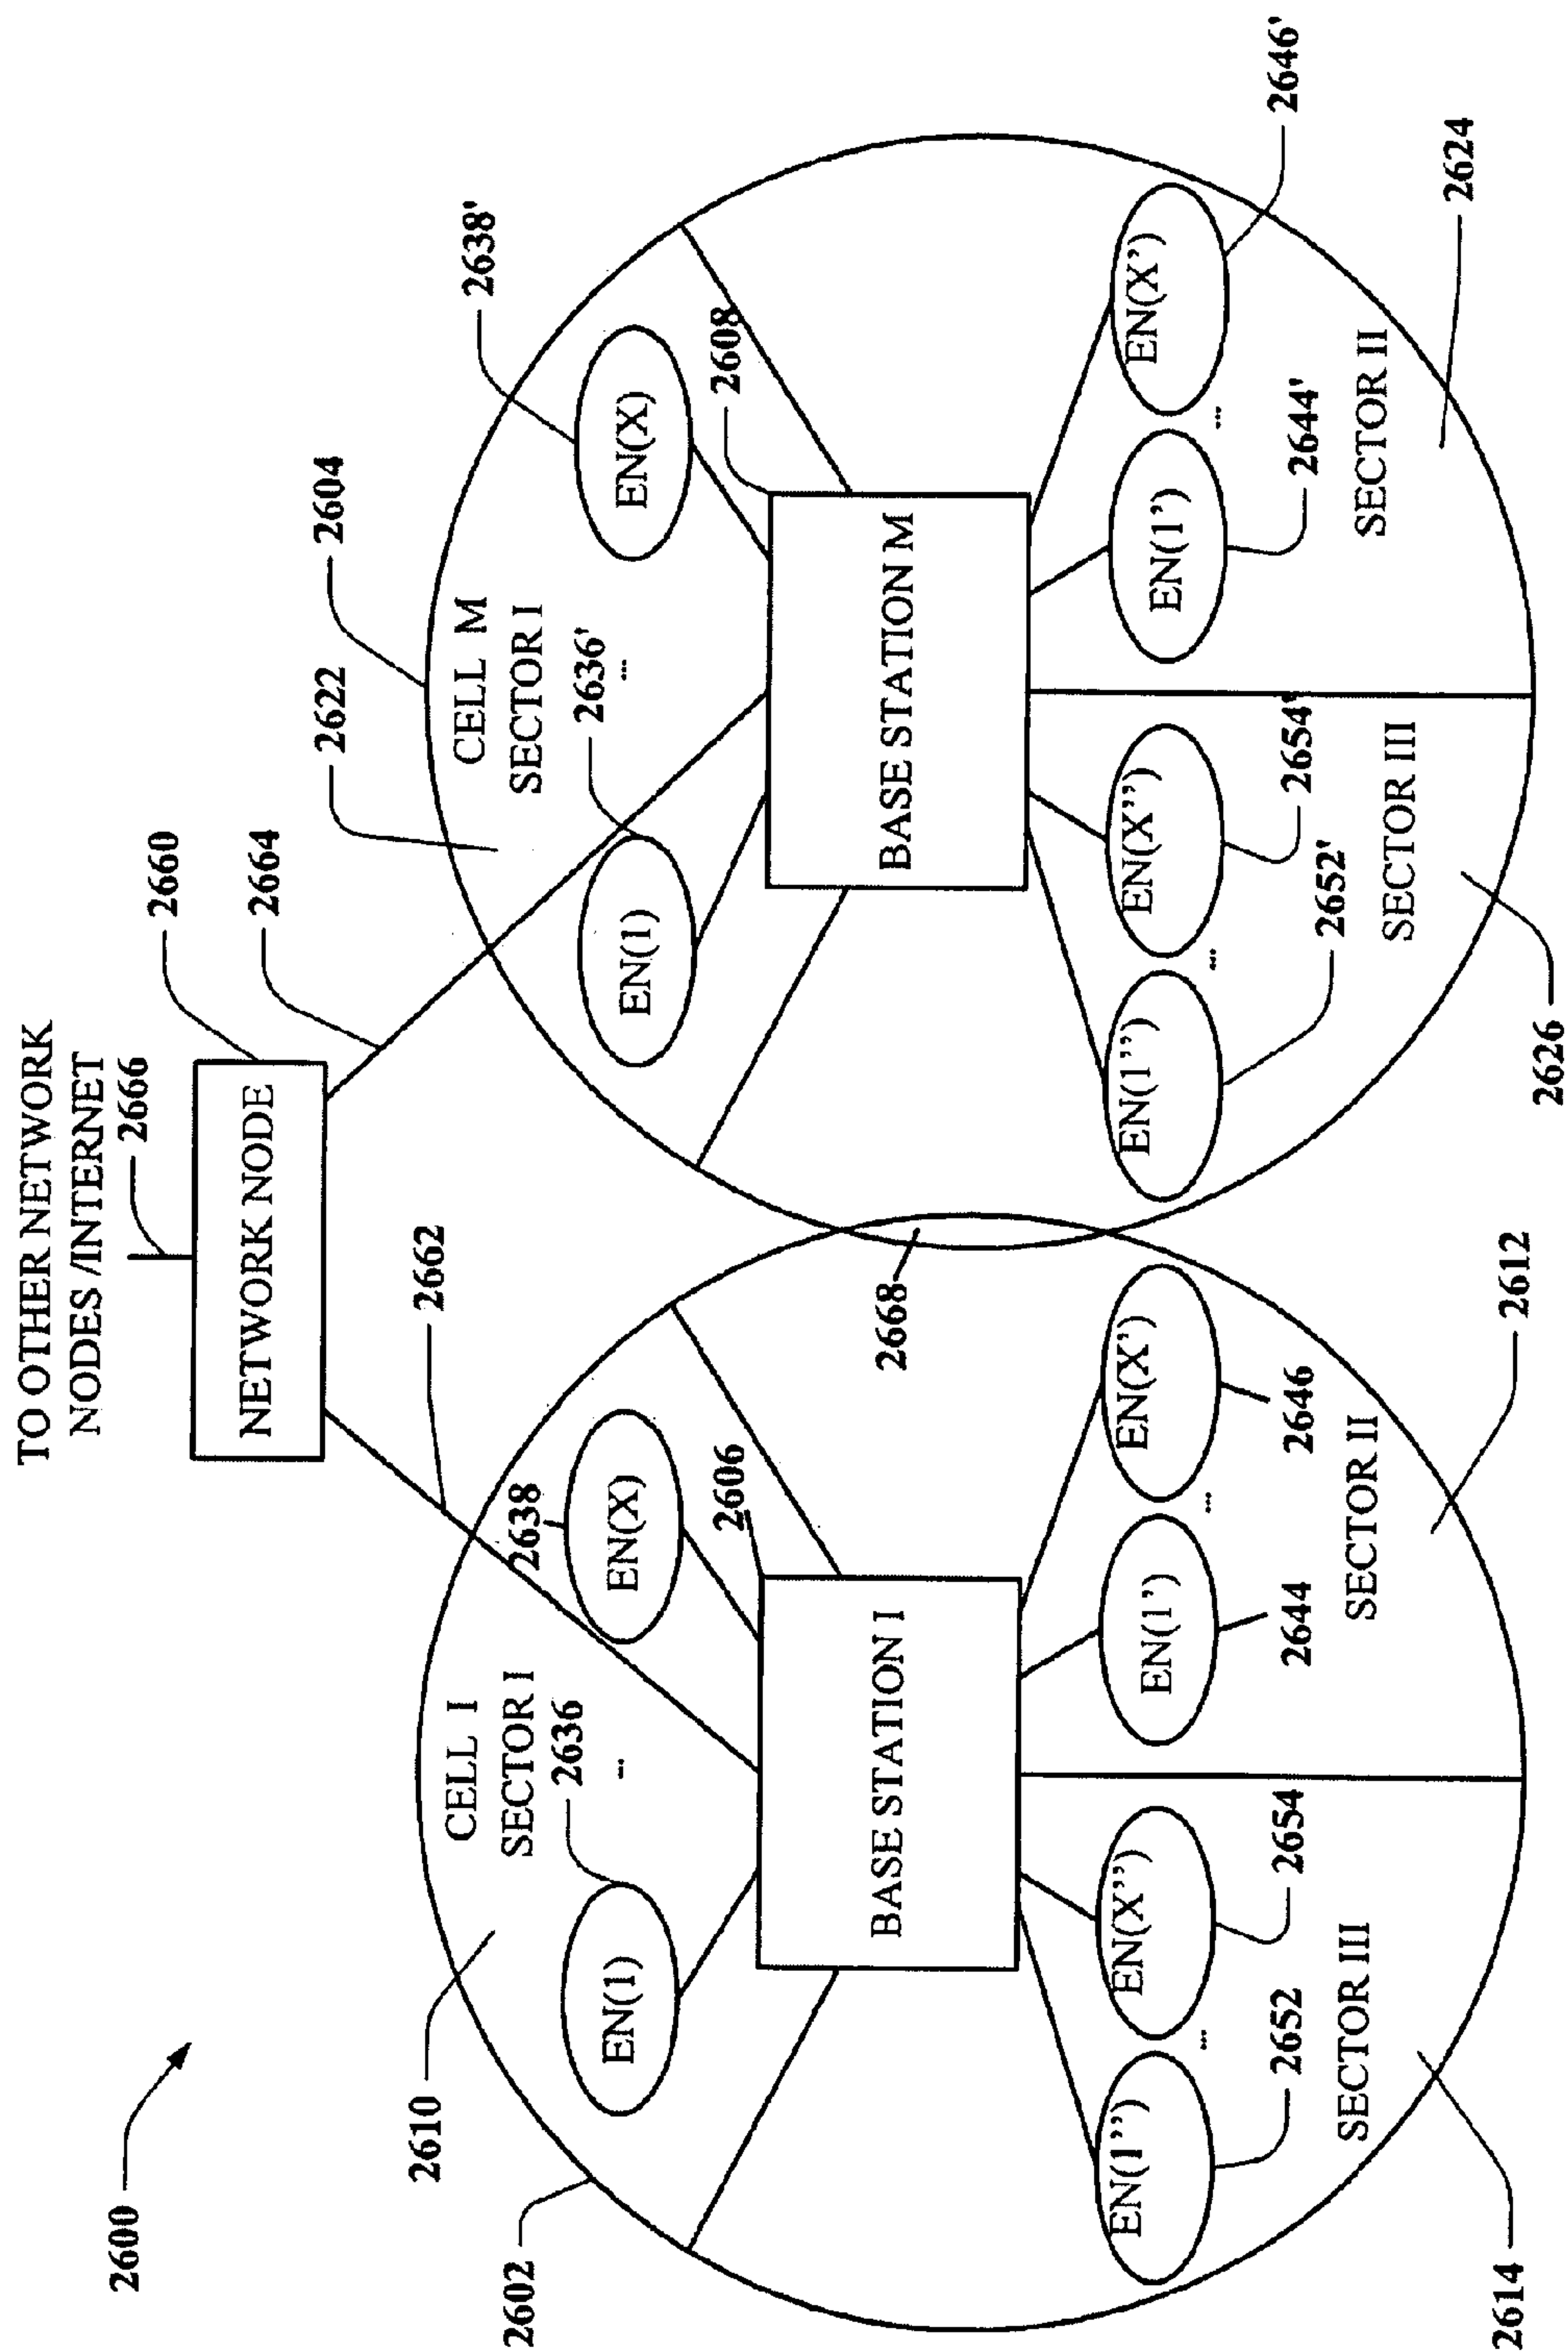 2600
TO OTHER NETWORK
NODES /INTERNET
2666
NETWORK NODE
2660
2664
2662
2602
2610
CELL I
SECTOR I
2636
...
EN(1)
2638
EN(X)
2606
BASE STATION I
EN(1'')
...
EN(X'')
2652
2654
SECTOR III
2614
EN(1')
...
EN(X')
2644
2646
SECTOR II
2612
2668
2604
2622
CELL M
SECTOR I
2636'
...
EN(1)
2638'
EN(X)
2608
BASE STATION M
EN(1'')
...
EN(X'')
2652'
2654'
SECTOR III
2626
EN(1')
...
EN(X')
2644'
2646'
SECTOR II
2624